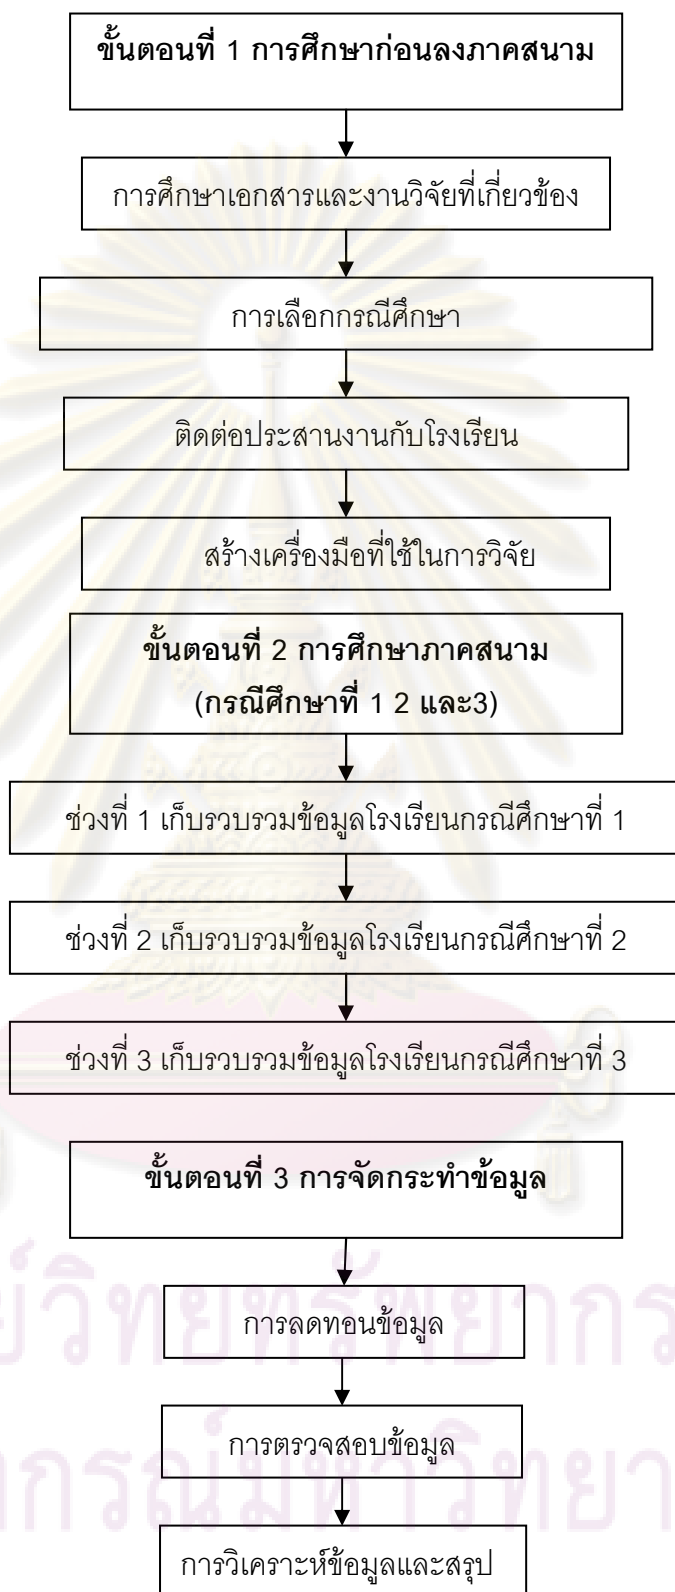 ขั้นตอนที่ 1 การศึกษาก่อนลงภาคสนาม
การศึกษาเอกสารและงานวิจัยที่เกี่ยวข้อง
การเลือกกรณีศึกษา
ติดต่อประสานงานกับโรงเรียน
สร้างเครื่องมือที่ใช้ในการวิจัย
ขั้นตอนที่ 2 การศึกษาภาคสนาม
(กรณีศึกษาที่ 1 2 และ3)
ช่วงที่ 1 เก็บรวบรวมข้อมูลโรงเรียนกรณีศึกษาที่ 1
ช่วงที่ 2 เก็บรวบรวมข้อมูลโรงเรียนกรณีศึกษาที่ 2
ช่วงที่ 3 เก็บรวบรวมข้อมูลโรงเรียนกรณีศึกษาที่ 3
ขั้นตอนที่ 3 การจัดกระทำข้อมูล
การลดทอนข้อมูล
การตรวจสอบข้อมูล
การวิเคราะห์ข้อมูลและสรุป